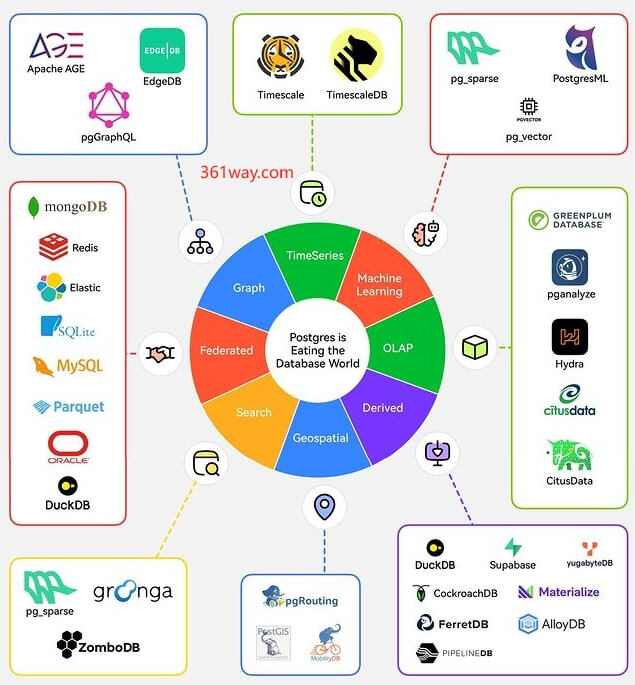 AGE
Apache AGE
EDGE|DB
EdgeDB
pgGraphQL
Timescale
TimescaleDB
pg_sparse
PostgresML
PGVECTOR
pg_vector
361way.com
mongoDB
Redis
Elastic
SQLite
MySQL
Parquet
ORACLE
DuckDB
TimeSeries
Graph
Machine
Learning
Federated
Postgres is
Eating the
Database World
OLAP
Search
Derived
Geospatial
GREENPLUM
DATABASE
pganalyze
Hydra
citusdata
CitusData
pg_sparse
groonga
ZomboDB
pgRouting
PostGIS
MobilityDB
DuckDB
Supabase
yugabyteDB
CockroachDB
Materialize
FerretDB
AlloyDB
PIPELINEDB